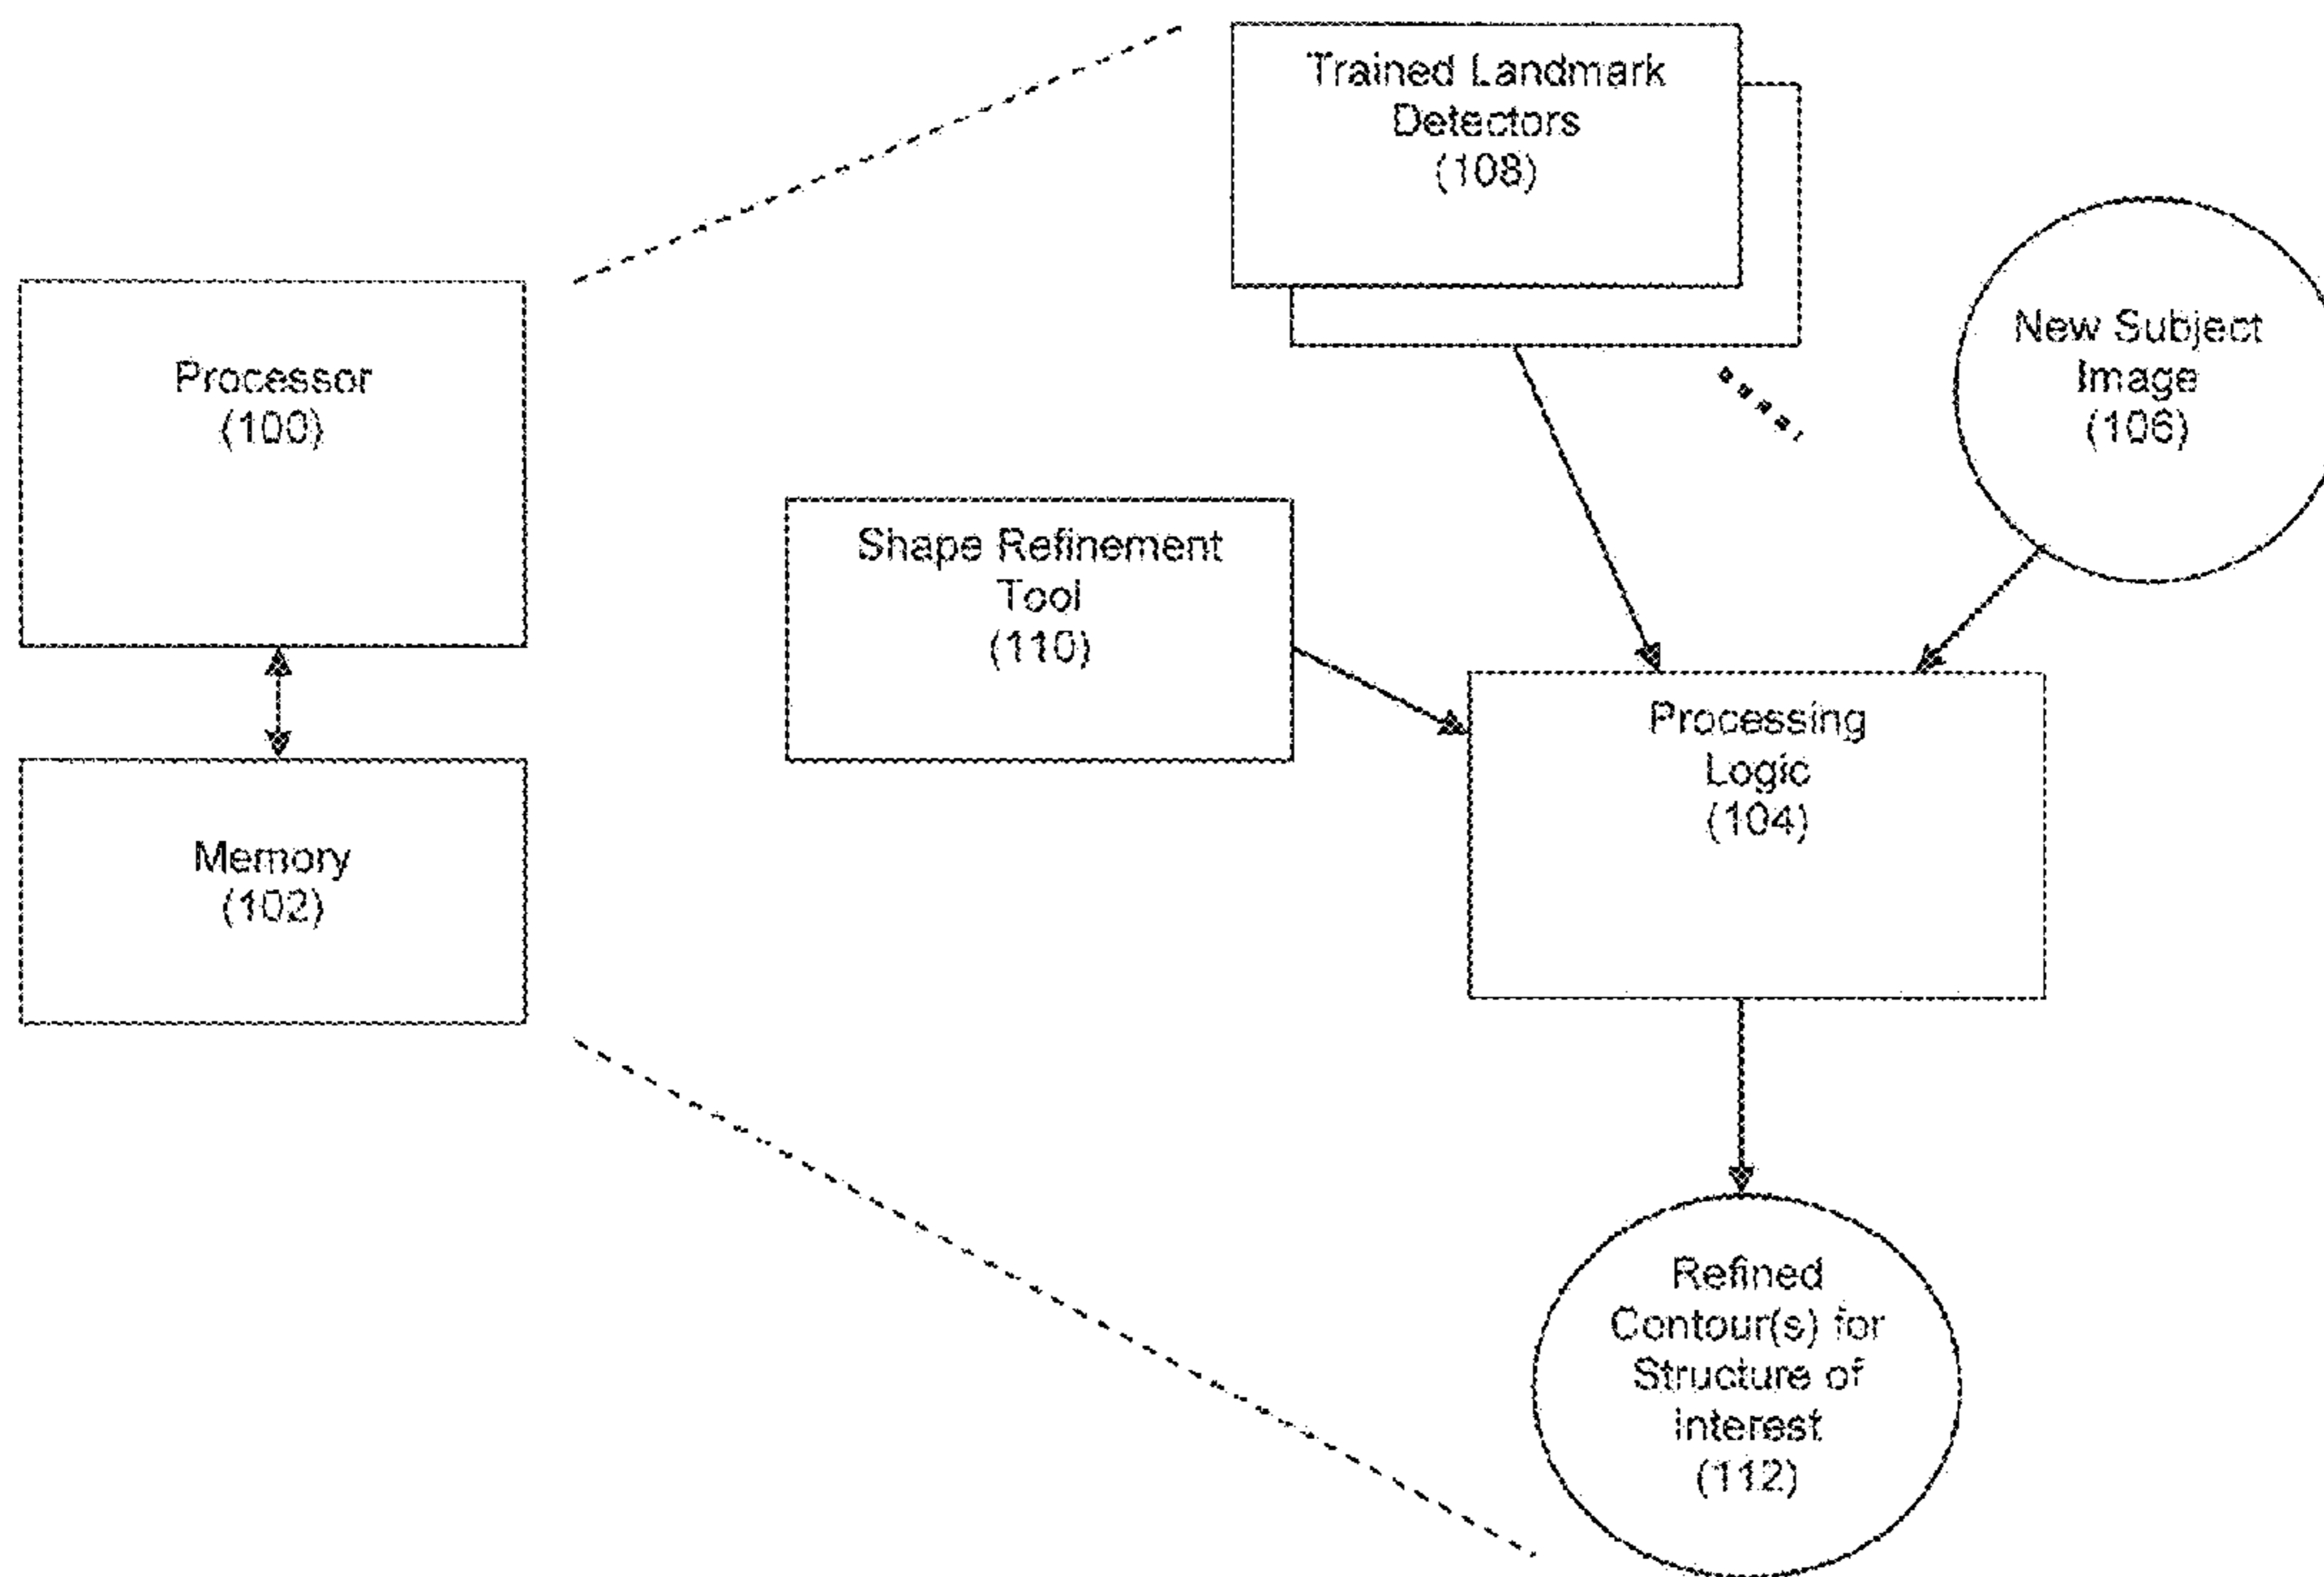 Trained Landmark
Detectors
(108)
New Subject
Image
(106)
Processor
(100)
Shape Refinement
Tool
(110)
Processing
Logic
(104)
Memory
(102)
Refined
Contour(s) for
Structure of
Interest
(112)